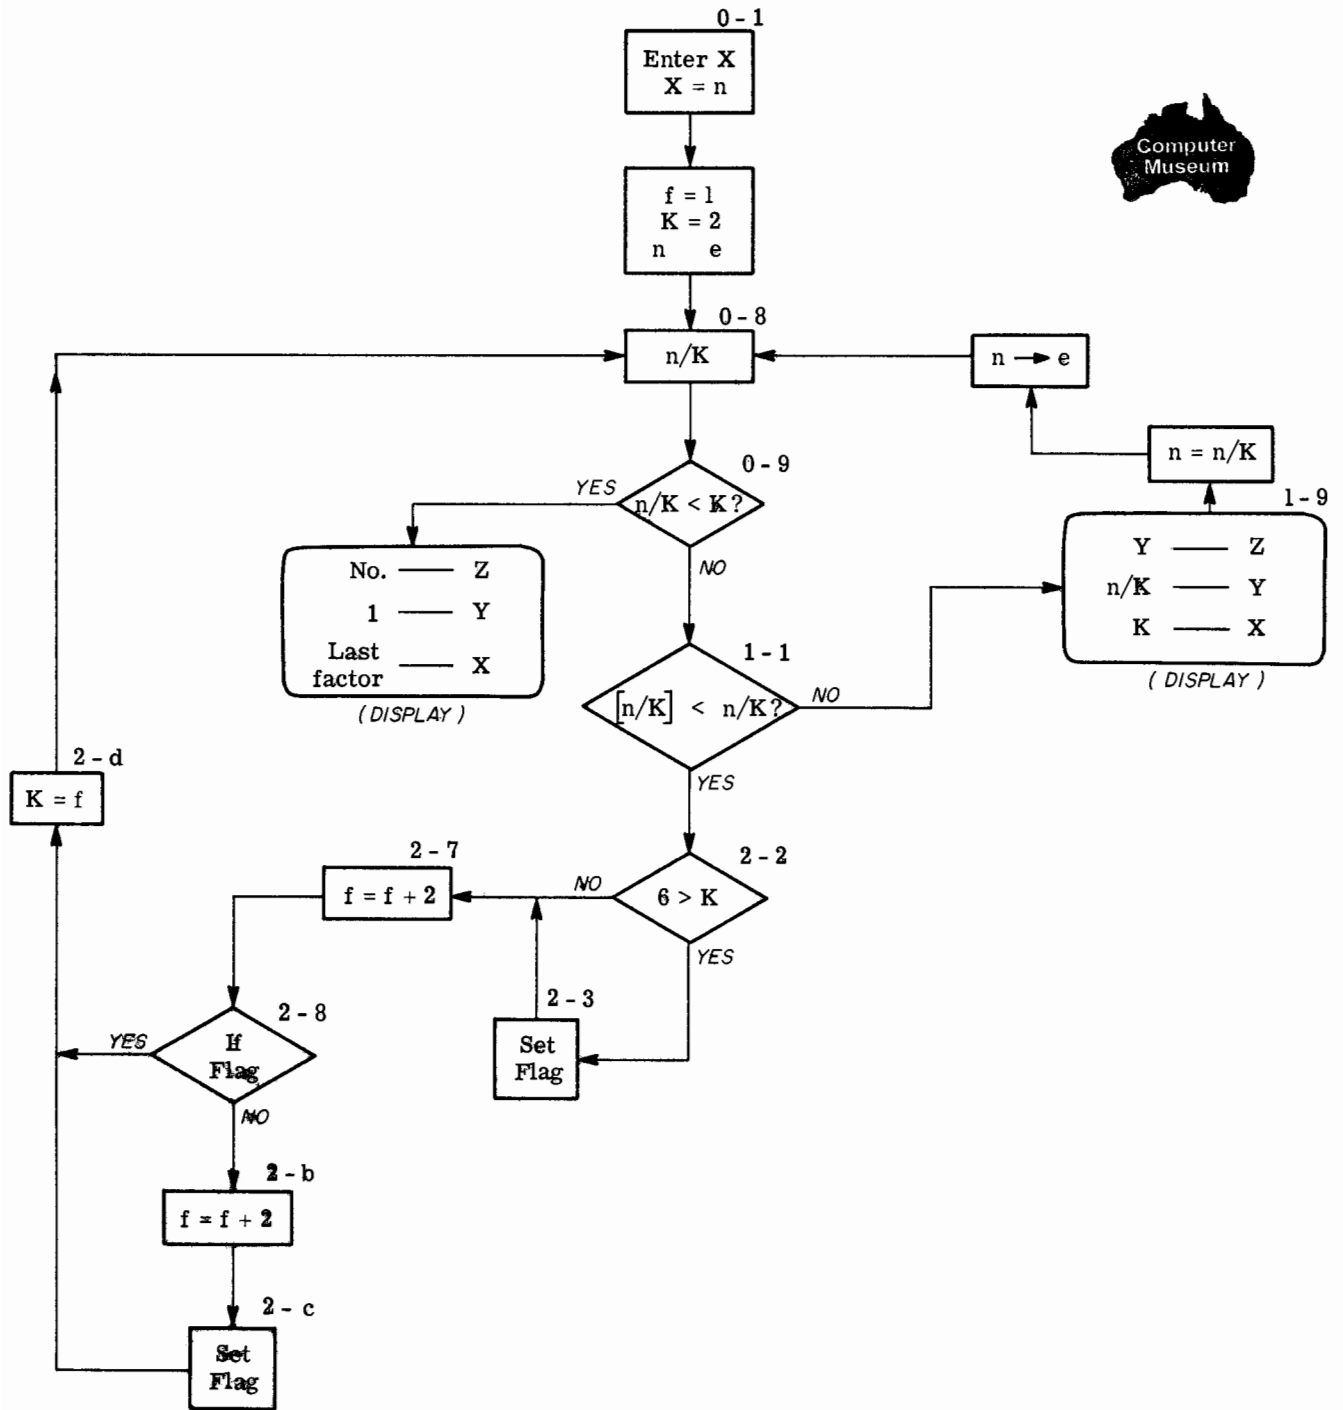 0 - 1
Enter X
X = n
Computer
Museum
f = 1
K = 2
n e
0 - 8
n/K
n → e
n = n/K
0 - 9
YES
n/K < K?
NO
1 - 9
Y —— Z
n/K —— Y
K —— X
(DISPLAY)
No. —— Z
1 —— Y
Last
factor —— X
(DISPLAY)
1 - 1
[n/K] < n/K?
NO
YES
2 - d
K = f
2 - 7
f = f + 2
2 - 2
NO
6 > K
YES
2 - 3
Set
Flag
2 - 8
YES
If
Flag
NO
2 - b
f = f + 2
2 - c
Set
Flag